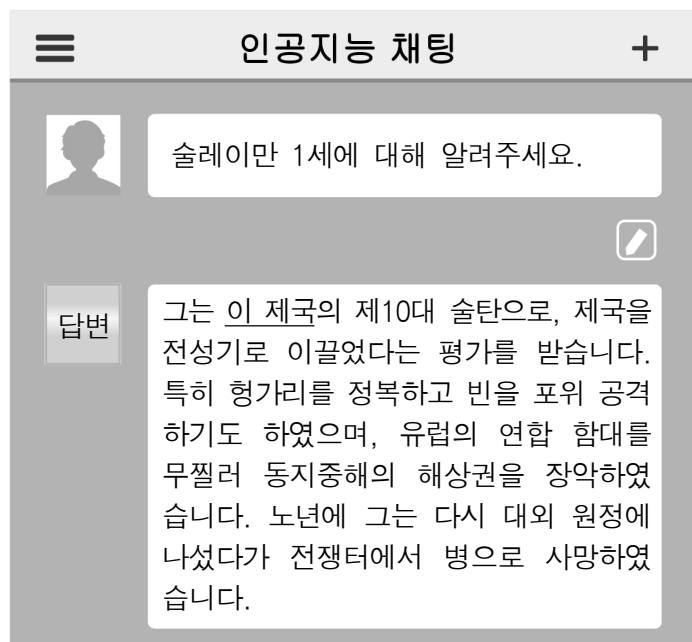 인공지능 채팅
술레이만 1세에 대해 알려주세요.
답변
그는 이 제국의 제10대 술탄으로, 제국을
전성기로 이끌었다는 평가를 받습니다.
특히 헝가리를 정복하고 빈을 포위 공격
하기도 하였으며, 유럽의 연합 함대를
무찔러 동지중해의 해상권을 장악하였
습니다. 노년에 그는 다시 대외 원정에
나섰다가 전쟁터에서 병으로 사망하였
습니다.